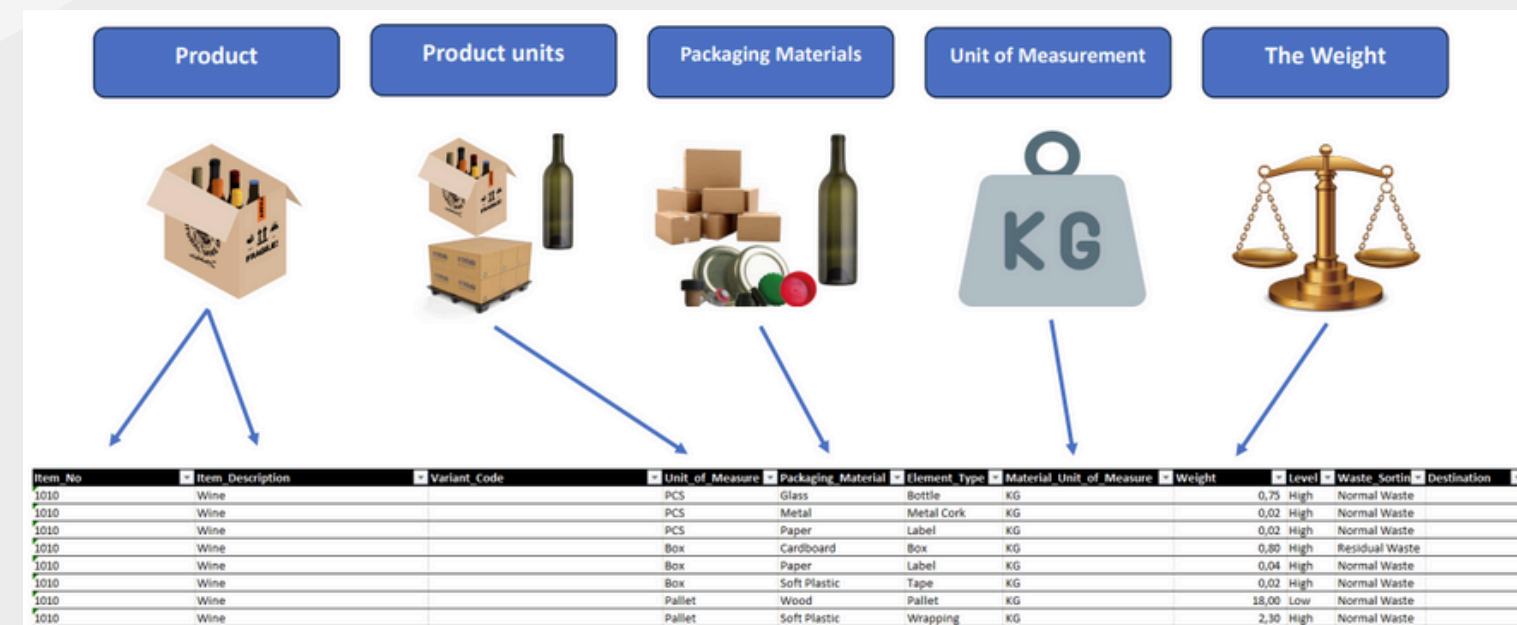 Product
Product units
Packaging Materials
Unit of Measurement
The Weight
FRAGILE!
KG
Item_No Item_Description Variant_Code Unit_of_Measure Packaging_Material Element_Type Material_Unit_of_Measure Weight Level Waste_Sortin Destination
1010 Wine PCS Glass Bottle KG 0,75 High Normal Waste
1010 Wine PCS Metal Metal Cork KG 0,02 High Normal Waste
1010 Wine PCS Paper Label KG 0,02 High Normal Waste
1010 Wine Box Cardboard Box KG 0,80 High Residual Waste
1010 Wine Box Paper Label KG 0,04 High Normal Waste
1010 Wine Box Soft Plastic Tape KG 0,02 High Normal Waste
1010 Wine Pallet Wood Pallet KG 18,00 Low Normal Waste
1010 Wine Pallet Soft Plastic Wrapping KG 2,30 High Normal Waste